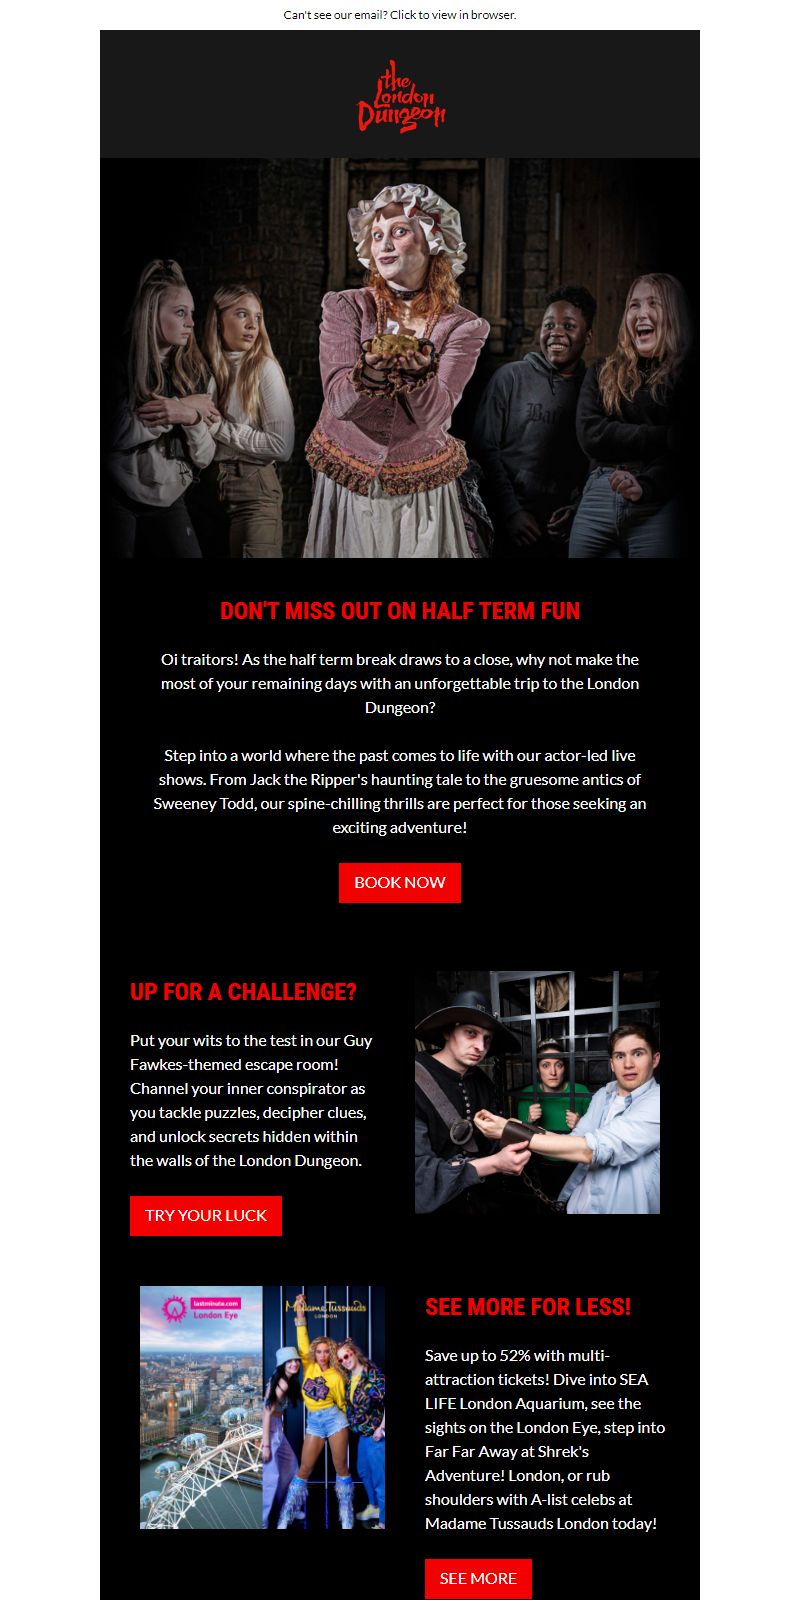 Can't see our email? Click to view in browser.
the
London
Dungeon
DON'T MISS OUT ON HALF TERM FUN
Oi traitors! As the half term break draws to a close, why not make the
most of your remaining days with an unforgettable trip to the London
Dungeon?
Step into a world where the past comes to life with our actor-led live
shows. From Jack the Ripper's haunting tale to the gruesome antics of
Sweeney Todd, our spine-chilling thrills are perfect for those seeking an
exciting adventure!
BOOK NOW
UP FOR A CHALLENGE?
Put your wits to the test in our Guy
Fawkes-themed escape room!
Channel your inner conspirator as
you tackle puzzles, decipher clues,
and unlock secrets hidden within
the walls of the London Dungeon.
TRY YOUR LUCK
lastminute.com
London Eye
Madame Tussauds
LONDON
SEE MORE FOR LESS!
Save up to 52% with multi-
attraction tickets! Dive into SEA
LIFE London Aquarium, see the
sights on the London Eye, step into
Far Far Away at Shrek's
Adventure! London, or rub
shoulders with A-list celebs at
Madame Tussauds London today!
SEE MORE